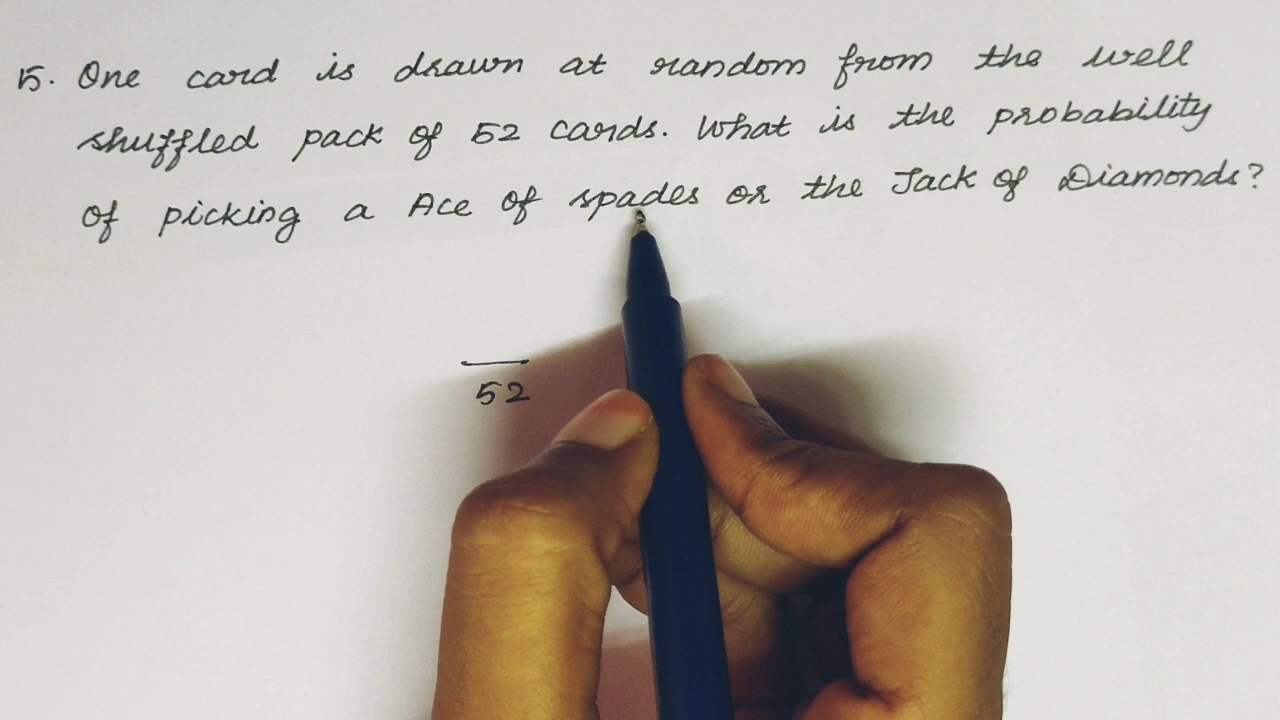 5. One card is drawn at random from the well
shuffled pack of 52 cards. What is the probability
of picking a Ace of spades or the Jack of Diamonds?
52